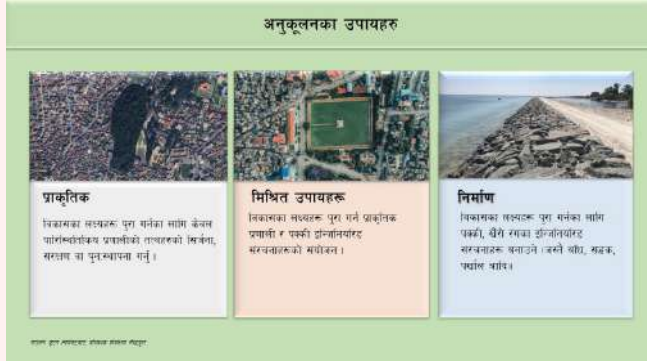 अनुकूलनका उपायहरु
प्राकृतिक
विकासका लक्ष्यहरू पुरा गर्नका लागि केवल
पारिस्थितिकिय प्रणालीको तत्वहरुको सिर्जना,
संरक्षण वा पुनःस्थापना गर्नु ।
मिश्रित उपायहरू
विकासका लक्ष्यहरू पुरा गर्न प्राकृतिक
प्रणाली र पक्की इन्जिनियरिङ
संरचनाहरूको संयोजन ।
निर्माण
विकासका लक्ष्यहरू पुरा गर्नका लागि
पक्की, खैरो रंगका इन्जिनियरिङ
संरचनाहरू बनाउने ।जस्तै बाँध, सडक,
पर्खाल आदि।